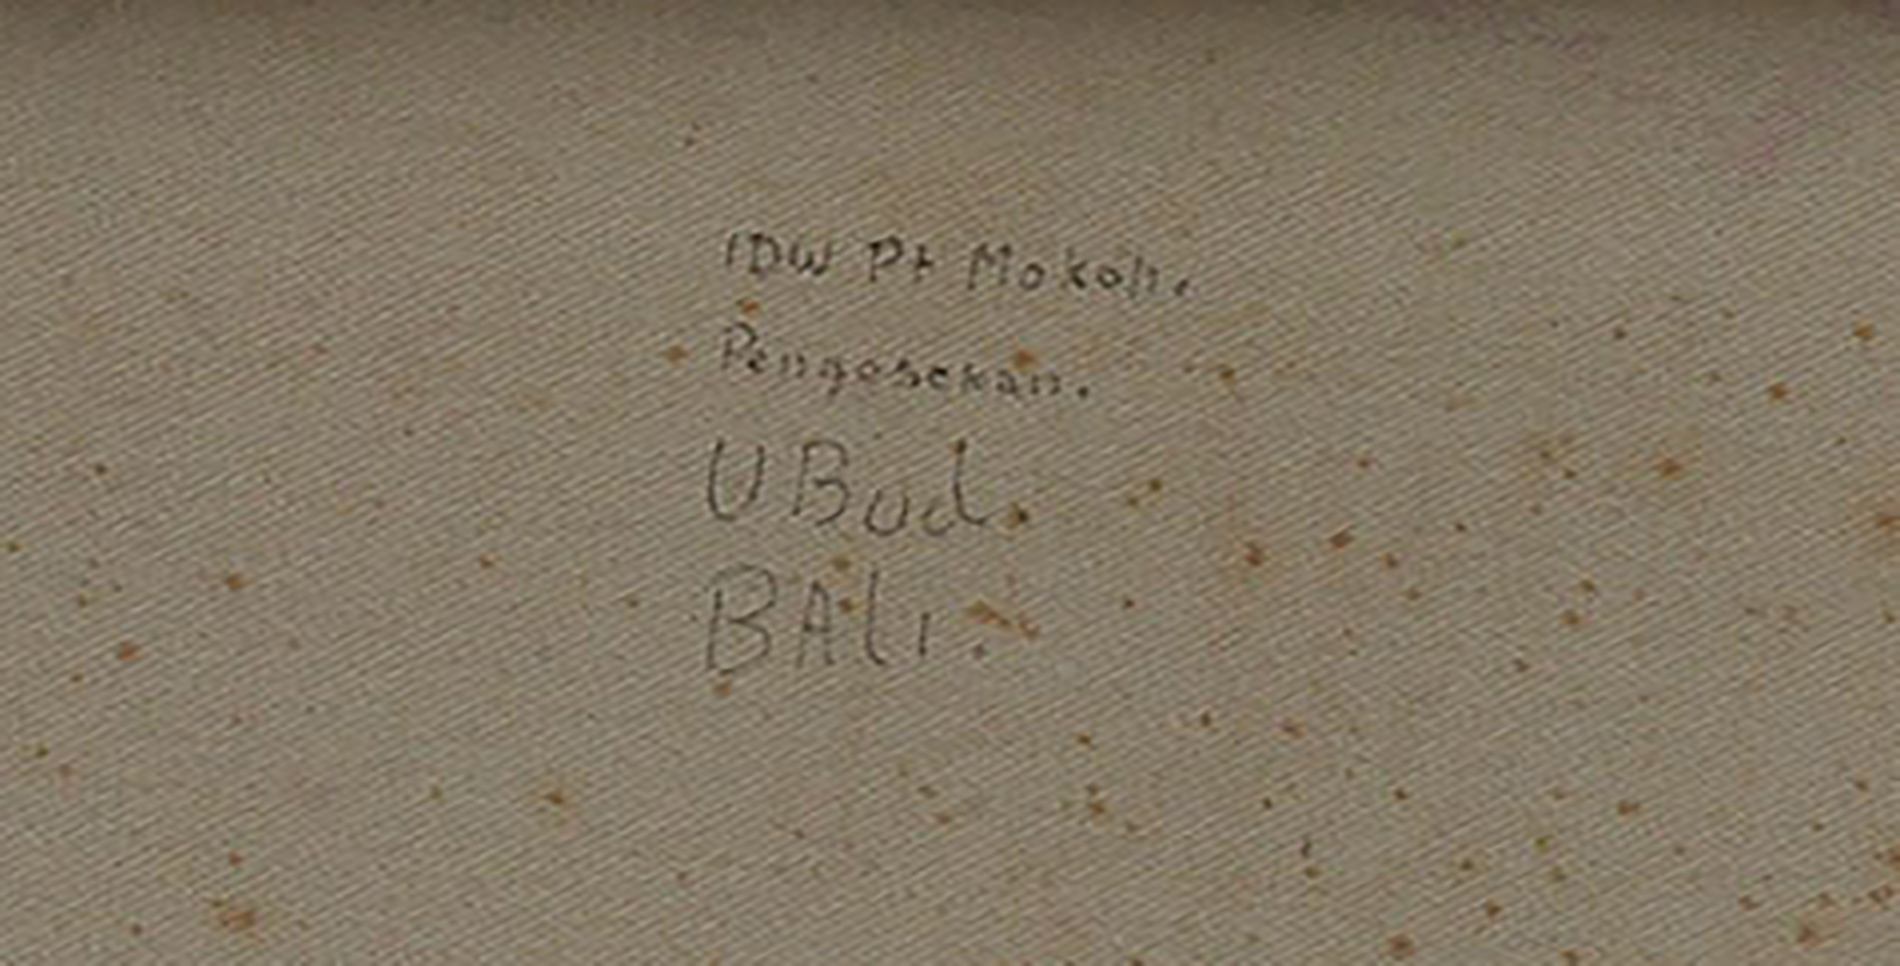 IDW Pt Mokoh.
Pengosekan.
UBud.
BALI.